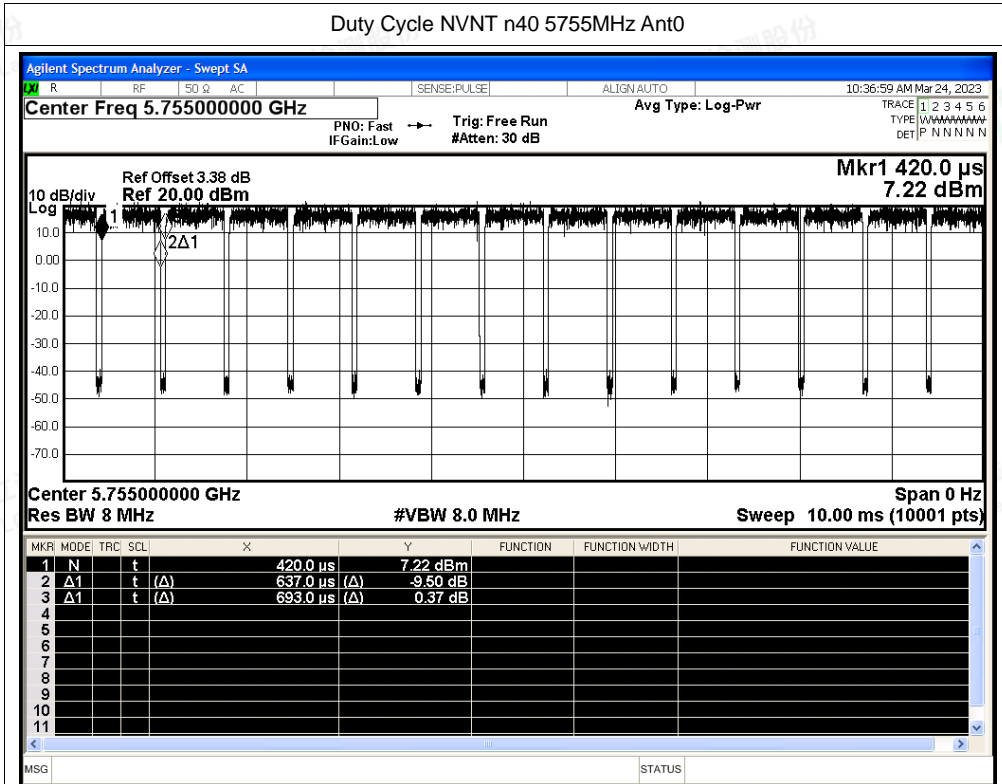 Duty Cycle NVNT n40 5755MHz Ant0
Agilent Spectrum Analyzer - Swept SA
LXI R RF 50 Ω AC SENSE:PULSE ALIGN AUTO 10:36:59 AM Mar 24, 2023
Center Freq 5.755000000 GHz Avg Type: Log-Pwr TRACE 1 2 3 4 5 6
PNO: Fast Trig: Free Run TYPE WWWWWW
IFGain:Low #Atten: 30 dB DET P N N N N N
Mkr1 420.0 µs
Ref Offset 3.38 dB
10 dB/div Ref 20.00 dBm 7.22 dBm
Log
1
10.0
2Δ1
0.00
-10.0
-20.0
-30.0
-40.0
-50.0
-60.0
-70.0
Center 5.755000000 GHz Span 0 Hz
Res BW 8 MHz #VBW 8.0 MHz Sweep 10.00 ms (10001 pts)
MKR MODE TRC SCL X Y FUNCTION FUNCTION WIDTH FUNCTION VALUE
1 N t 420.0 µs 7.22 dBm
2 Δ1 t (Δ) 637.0 µs (Δ) -9.50 dB
3 Δ1 t (Δ) 693.0 µs (Δ) 0.37 dB
4
5
6
7
8
9
10
11
MSG STATUS